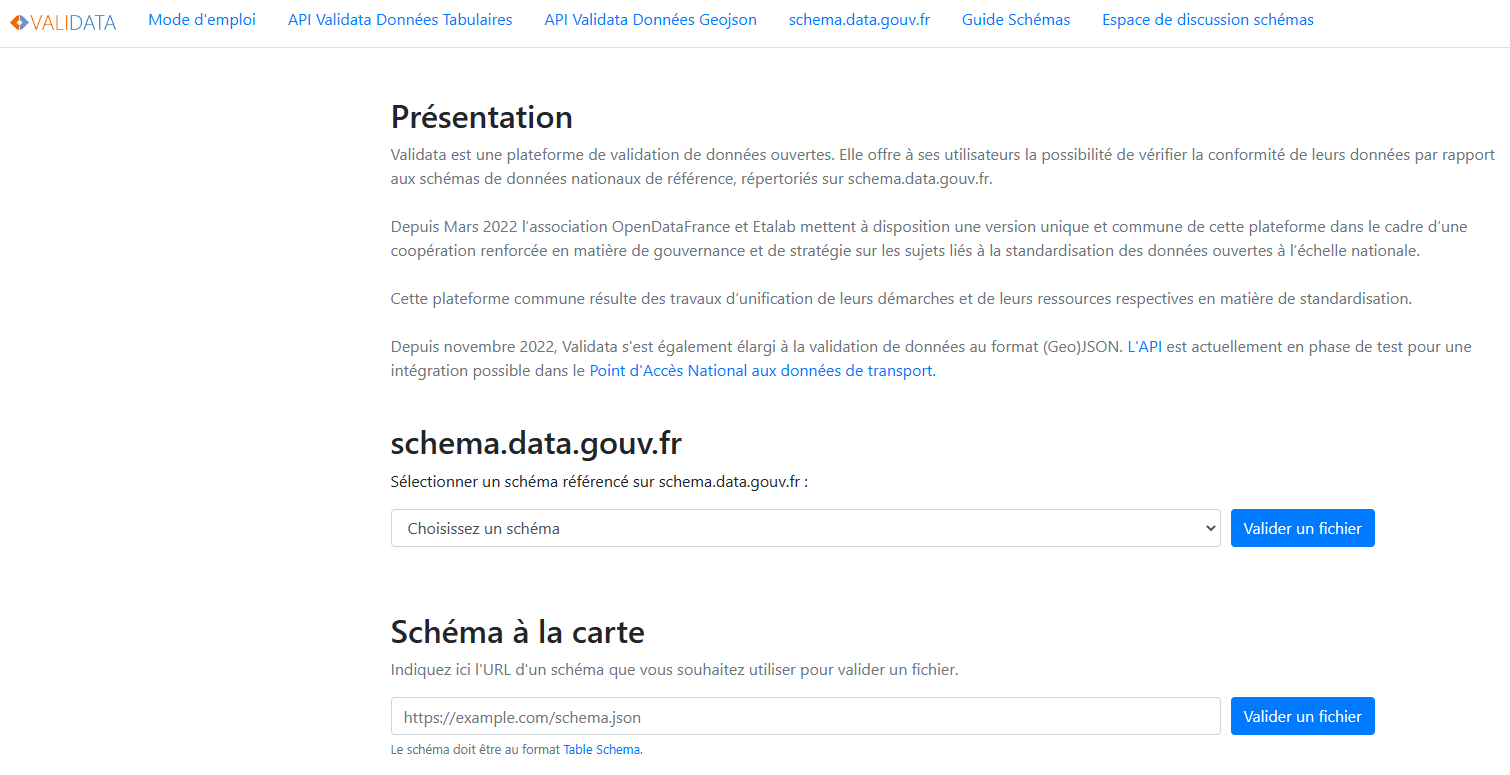 VALIDATA Mode d'emploi API Validata Données Tabulaires API Validata Données Geojson schema.data.gouv.fr Guide Schémas Espace de discussion schémas
Présentation
Validata est une plateforme de validation de données ouvertes. Elle offre à ses utilisateurs la possibilité de vérifier la conformité de leurs données par rapport
aux schémas de données nationaux de référence, répertoriés sur schema.data.gouv.fr.
Depuis Mars 2022 l’association OpenDataFrance et Etalab mettent à disposition une version unique et commune de cette plateforme dans le cadre d’une
coopération renforcée en matière de gouvernance et de stratégie sur les sujets liés à la standardisation des données ouvertes à l’échelle nationale.
Cette plateforme commune résulte des travaux d’unification de leurs démarches et de leurs ressources respectives en matière de standardisation.
Depuis novembre 2022, Validata s'est également élargi à la validation de données au format (Geo)JSON. L'API est actuellement en phase de test pour une
intégration possible dans le Point d'Accès National aux données de transport.
schema.data.gouv.fr
Sélectionner un schéma référencé sur schema.data.gouv.fr :
Choisissez un schéma Valider un fichier
Schéma à la carte
Indiquez ici l'URL d'un schéma que vous souhaitez utiliser pour valider un fichier.
https://example.com/schema.json Valider un fichier
Le schéma doit être au format Table Schema.